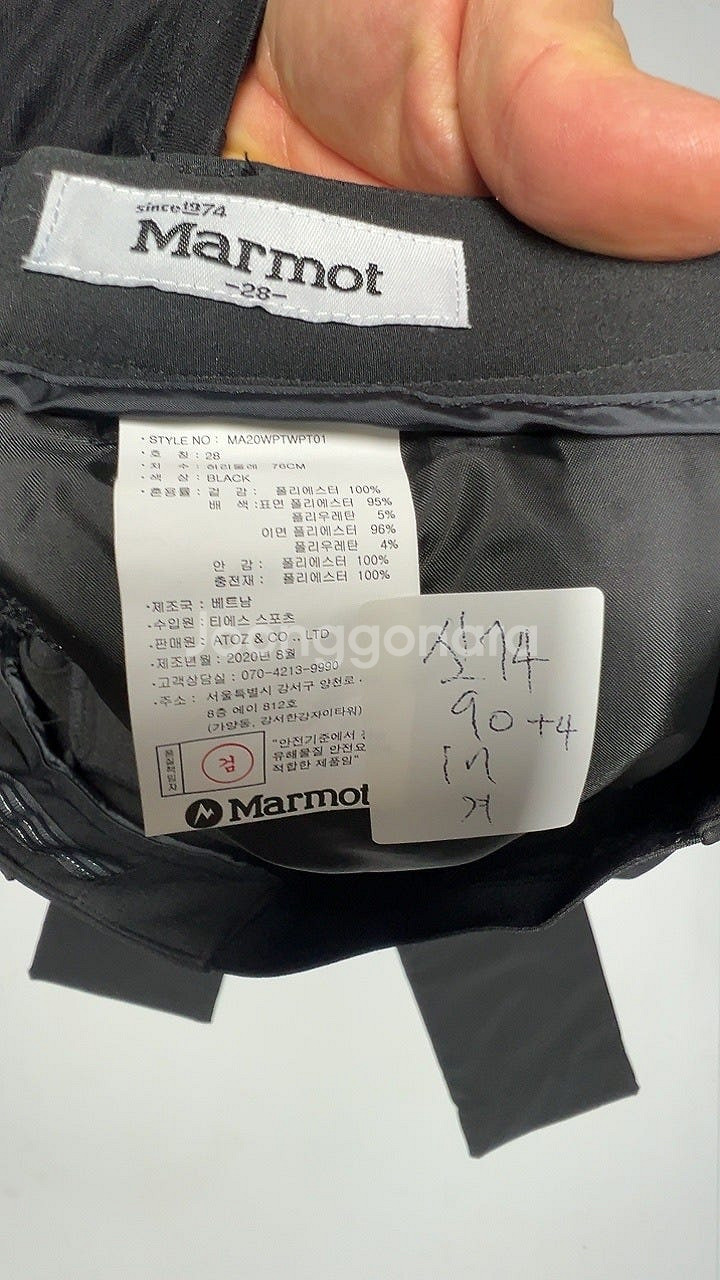 since 1974
Marmot
-28-
· STYLE NO : MA20WPTWPT01
· 호 칭 : 28
· 치 수 : 허리둘레 76CM
· 색 상 : BLACK
· 혼용률 : 겉 감 : 폴리에스터 100%
배 색 : 표면 폴리에스터 95%
폴리우레탄 5%
이면 폴리에스터 96%
폴리우레탄 4%
안 감 : 폴리에스터 100%
충전재 : 폴리에스터 100%
· 제조국 : 베트남
· 수입원 : 티에스 스포츠
· 판매원 : ATOZ & CO ., LTD
· 제조년월 : 2020년 8월
· 고객상담실 : 070-4213-9990
· 주소 : 서울특별시 강서구 양천로
8층 에이 812호
(가양동, 강서한강자이타워)
품질책임자
검
"안전기준에서
유해물질 안전요
적합한 제품임"
Marmot
Joonggonara
74
90 +4